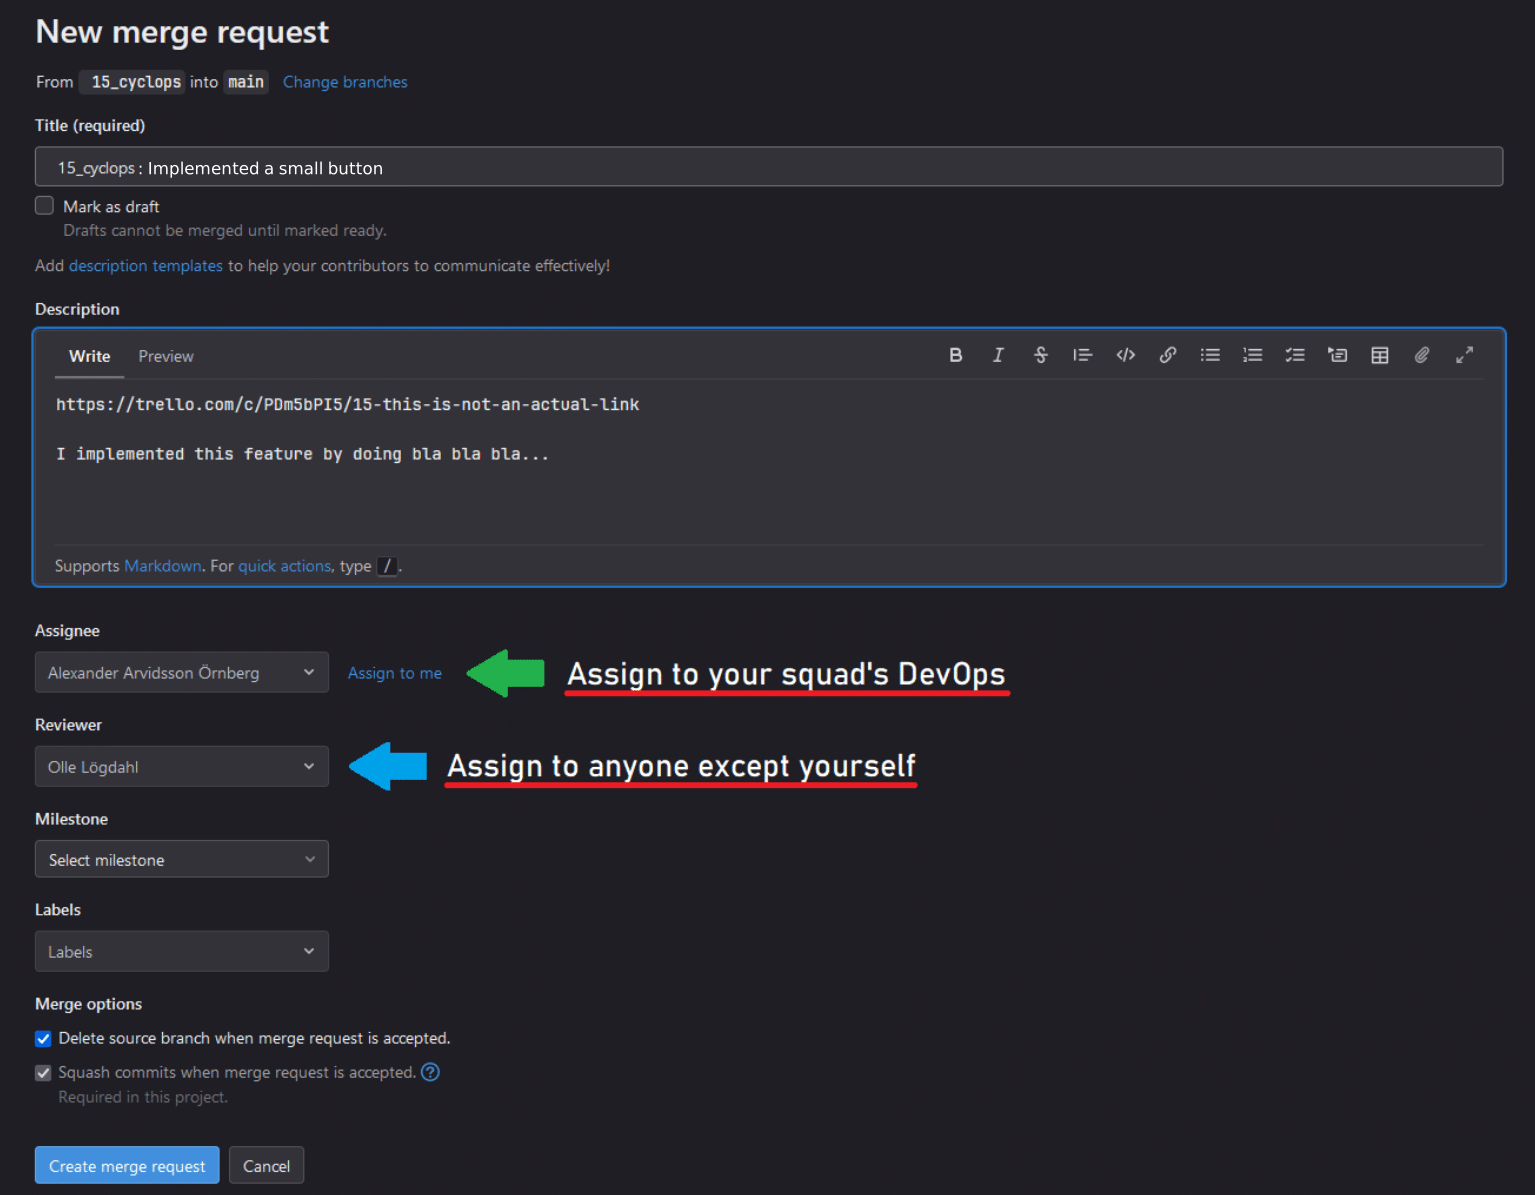 New merge request
From 15_cyclops into main Change branches
Title (required)
15_cyclops : Implemented a small button
Mark as draft
Drafts cannot be merged until marked ready.
Add description templates to help your contributors to communicate effectively!
Description
Write Preview
https://trello.com/c/PDm5bPI5/15-this-is-not-an-actual-link
I implemented this feature by doing bla bla bla...
Supports Markdown. For quick actions, type /.
Assignee
Alexander Arvidsson Örnberg Assign to me Assign to your squad's DevOps
Reviewer
Olle Lögdahl Assign to anyone except yourself
Milestone
Select milestone
Labels
Labels
Merge options
Delete source branch when merge request is accepted.
Squash commits when merge request is accepted. ?
Required in this project.
Create merge request Cancel